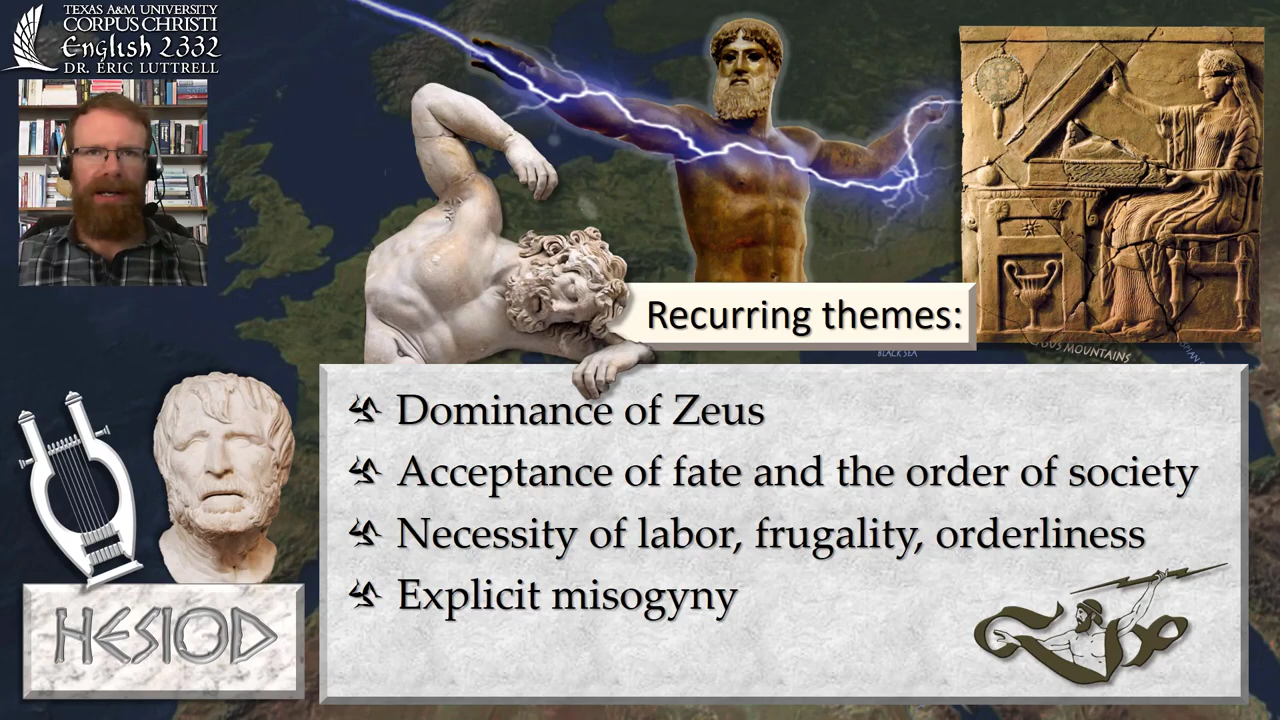 TEXAS A&M UNIVERSITY
CORPUS CHRISTI
English 2332
DR. ERIC LUTTRELL
Recurring themes:
BLACK SEA
MOUNTAINS
Dominance of Zeus
Acceptance of fate and the order of society
Necessity of labor, frugality, orderliness
Explicit misogyny
HESIOD